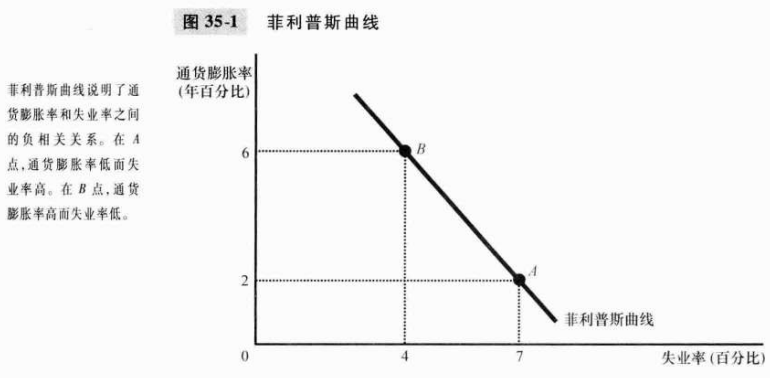 图 35-1 菲利普斯曲线
菲利普斯曲线说明了通
货膨胀率和失业率之间
的负相关关系。在 A
点,通货膨胀率低而失
业率高。在 B 点,通货
膨胀率高而失业率低。
通货膨胀率
(年百分比)
6
B
2
A
菲利普斯曲线
0
4
7
失业率(百分比)